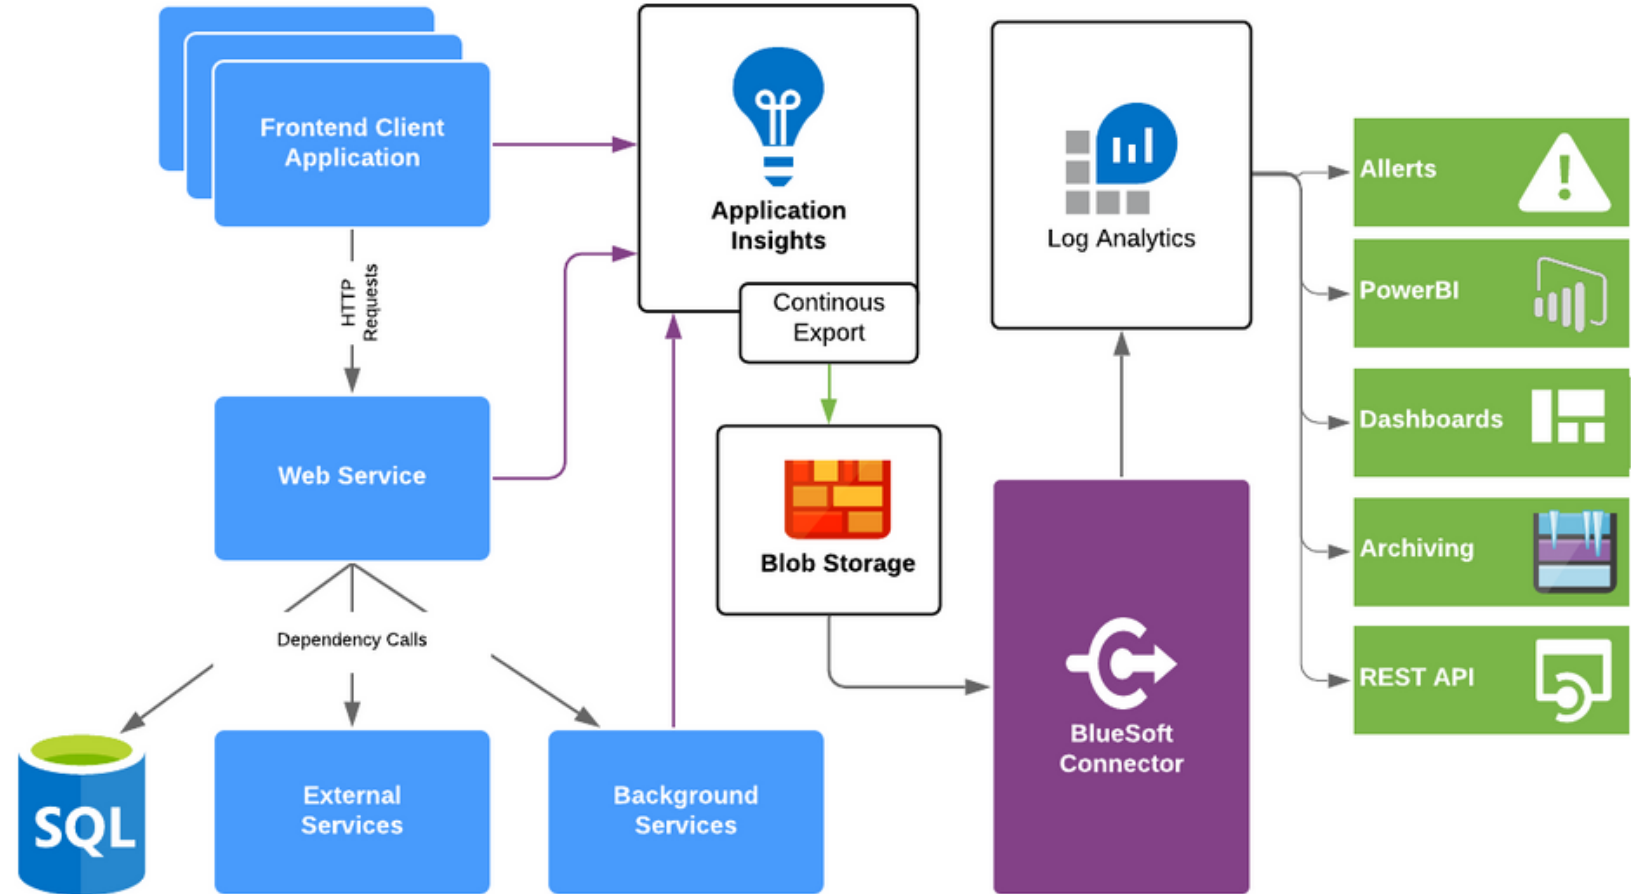 Frontend Client
Application
HTTP
Requests
Web Service
Dependency Calls
SQL
External
Services
Background
Services
Application
Insights
Continous
Export
Blob Storage
BlueSoft
Connector
Log Analytics
Allerts
PowerBI
Dashboards
Archiving
REST API